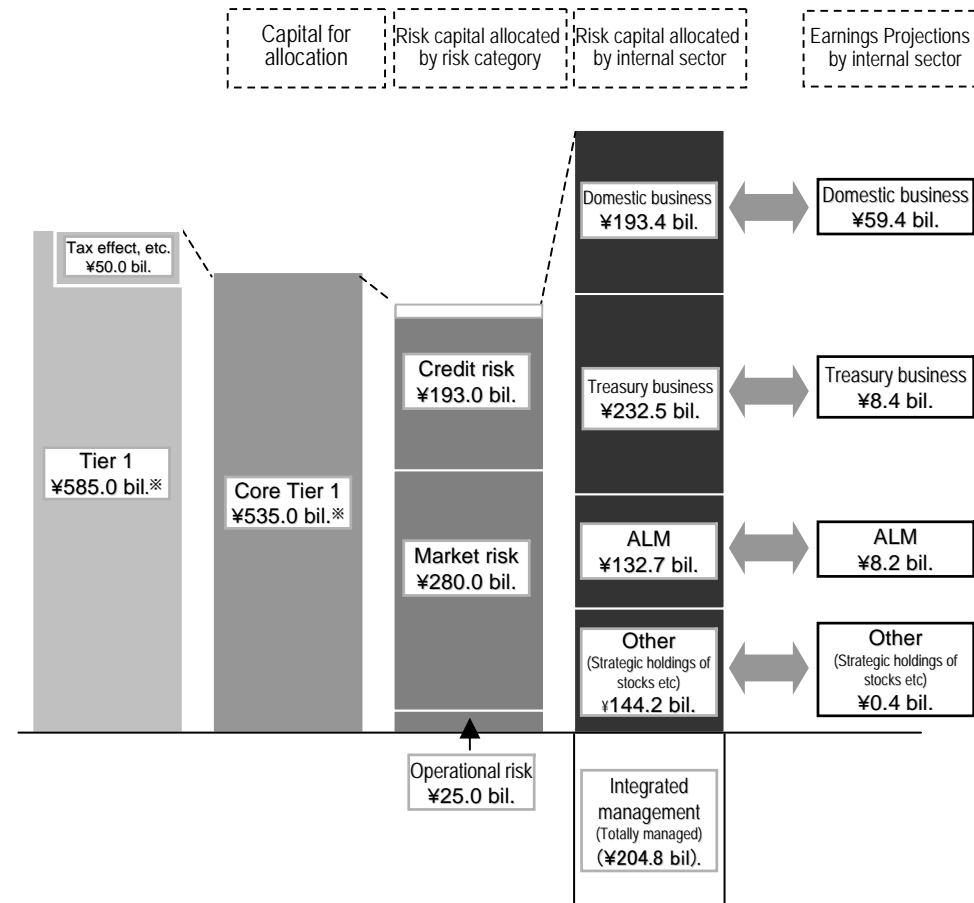 Capital for
allocation
Risk capital allocated
by risk category
Risk capital allocated
by internal sector
Earnings Projections
by internal sector
Tax effect, etc.
¥50.0 bil.
Tier 1
¥585.0 bil.※
Core Tier 1
¥535.0 bil.※
Credit risk
¥193.0 bil.
Market risk
¥280.0 bil.
Operational risk
¥25.0 bil.
Domestic business
¥193.4 bil.
Treasury business
¥232.5 bil.
ALM
¥132.7 bil.
Other
(Strategic holdings of
stocks etc)
¥144.2 bil.
Integrated
management
(Totally managed)
(¥204.8 bil).
Domestic business
¥59.4 bil.
Treasury business
¥8.4 bil.
ALM
¥8.2 bil.
Other
(Strategic holdings of
stocks etc)
¥0.4 bil.